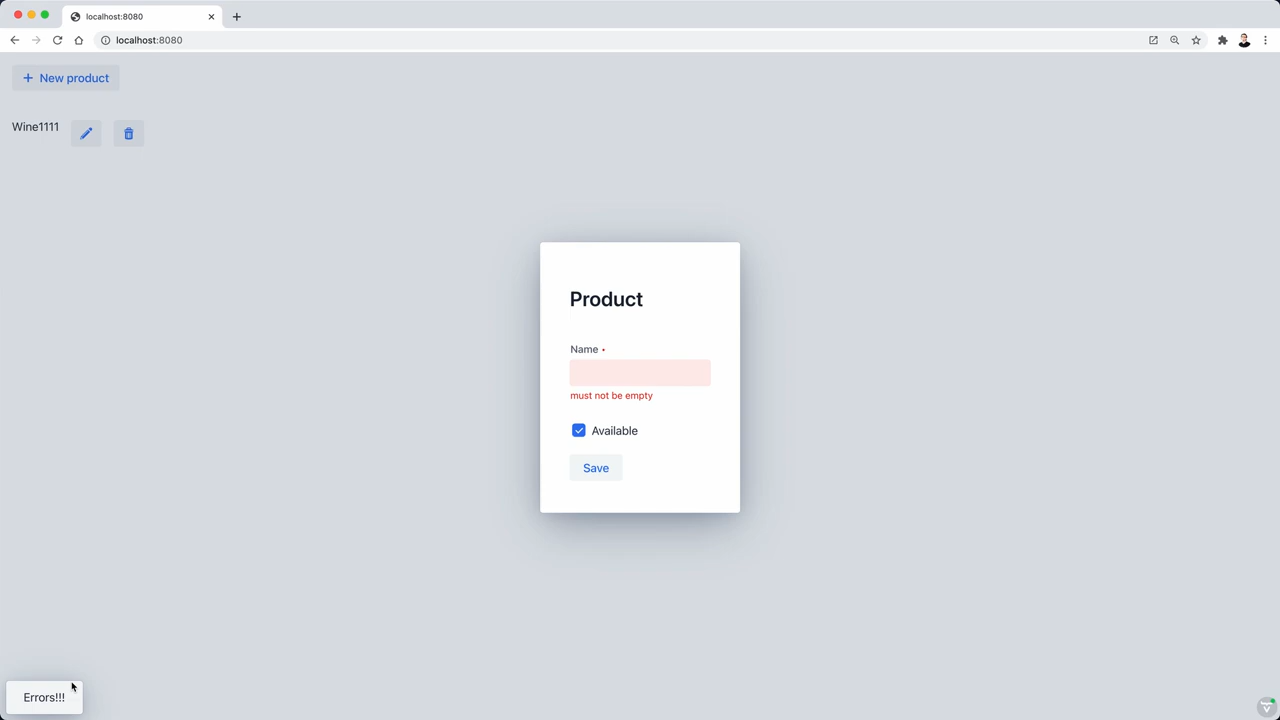 localhost:8080
localhost:8080
New product
Wine1111
Product
Name •
must not be empty
Available
Save
Errors!!!